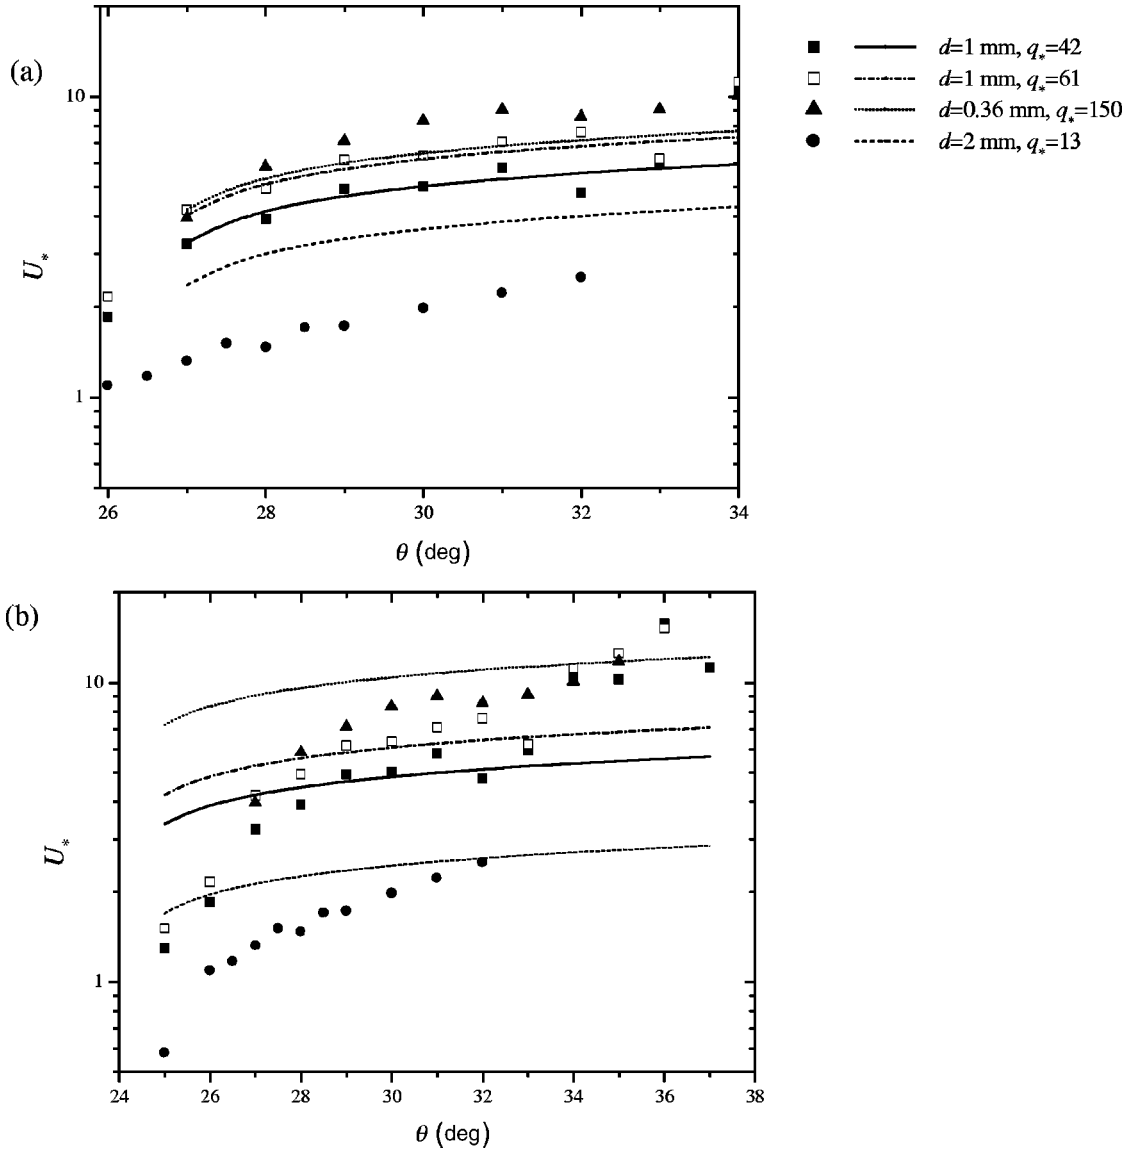 (a)
10
1
U*
26
28
30
32
34
θ (deg)
d=1 mm, q*=42
d=1 mm, q*=61
d=0.36 mm, q*=150
d=2 mm, q*=13
(b)
10
1
U*
24
26
28
30
32
34
36
38
θ (deg)